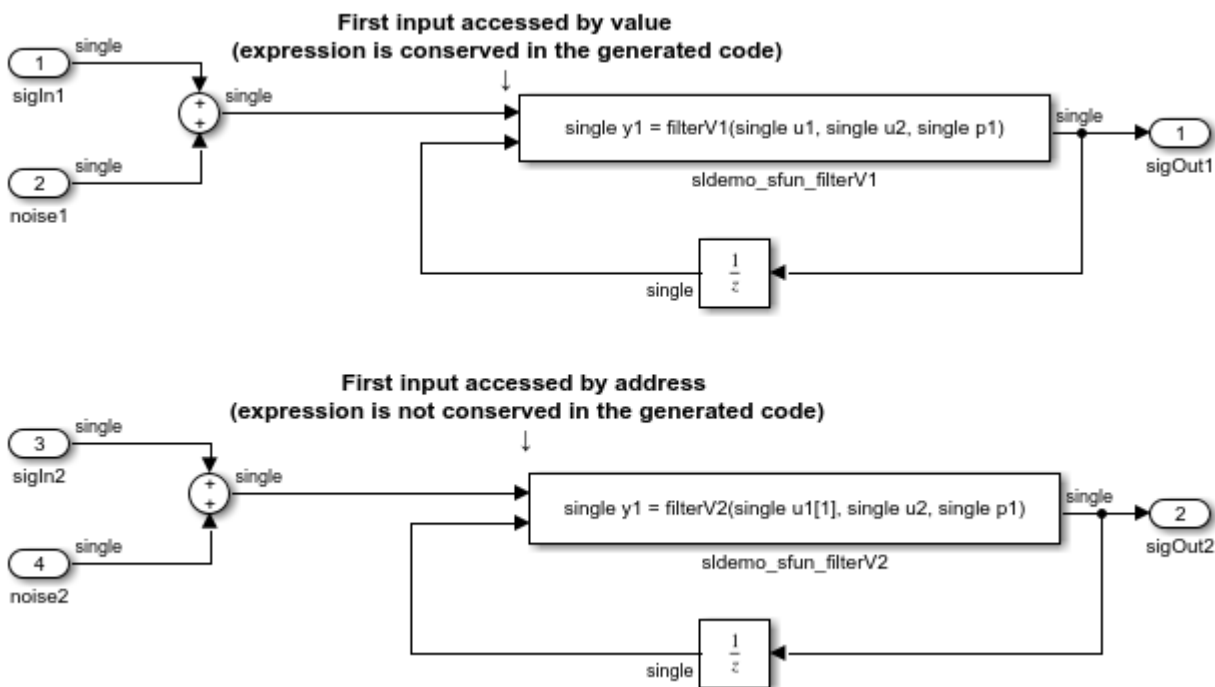 First input accessed by value
(expression is conserved in the generated code)
↓
single
1
sigIn1
+
+
single
single
2
noise1
single y1 = filterV1(single u1, single u2, single p1)
sldemo_sfun_filterV1
single
1
sigOut1
1
z
single
First input accessed by address
(expression is not conserved in the generated code)
↓
single
3
sigIn2
+
+
single
single
4
noise2
single y1 = filterV2(single u1[1], single u2, single p1)
sldemo_sfun_filterV2
single
2
sigOut2
1
z
single